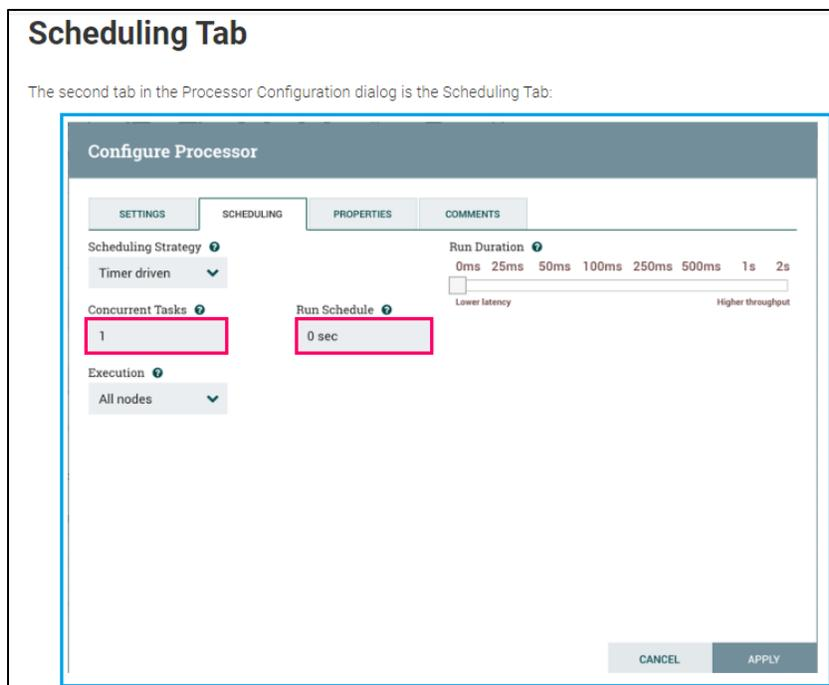 Scheduling Tab
The second tab in the Processor Configuration dialog is the Scheduling Tab:
Configure Processor
SETTINGS SCHEDULING PROPERTIES COMMENTS
Scheduling Strategy Run Duration
Timer driven 0ms 25ms 50ms 100ms 250ms 500ms 1s 2s
Lower latency Higher throughput
Concurrent Tasks Run Schedule
1 0 sec
Execution
All nodes
CANCEL APPLY